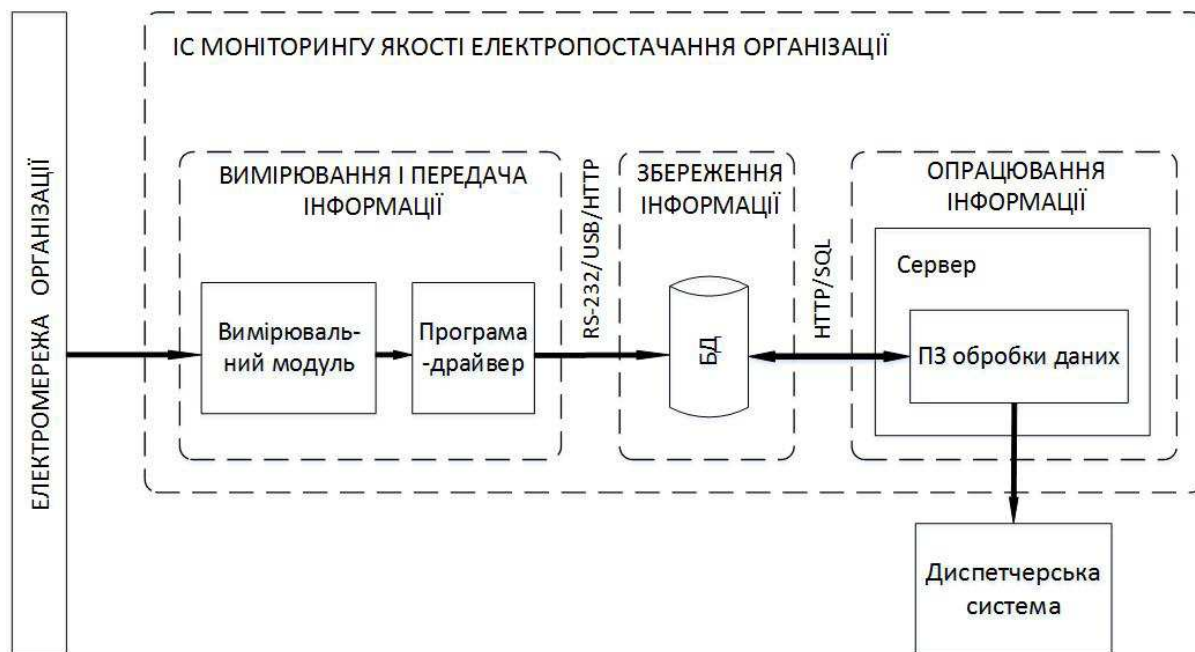 ЕЛЕКТРОМЕРЕЖА ОРГАНІЗАЦІЇ
ІС МОНІТОРИНГУ ЯКОСТІ ЕЛЕКТРОПОСТАЧАННЯ ОРГАНІЗАЦІЇ
ВИМІРЮВАННЯ І ПЕРЕДАЧА
ІНФОРМАЦІЇ
Вимірюваль-
ний модуль
Програма
-драйвер
RS-232/USB/HTTP
ЗБЕРЕЖЕННЯ
ІНФОРМАЦІЇ
БД
HTTP/SQL
ОПРАЦЮВАННЯ
ІНФОРМАЦІЇ
Сервер
ПЗ обробки даних
Диспетчерська
система